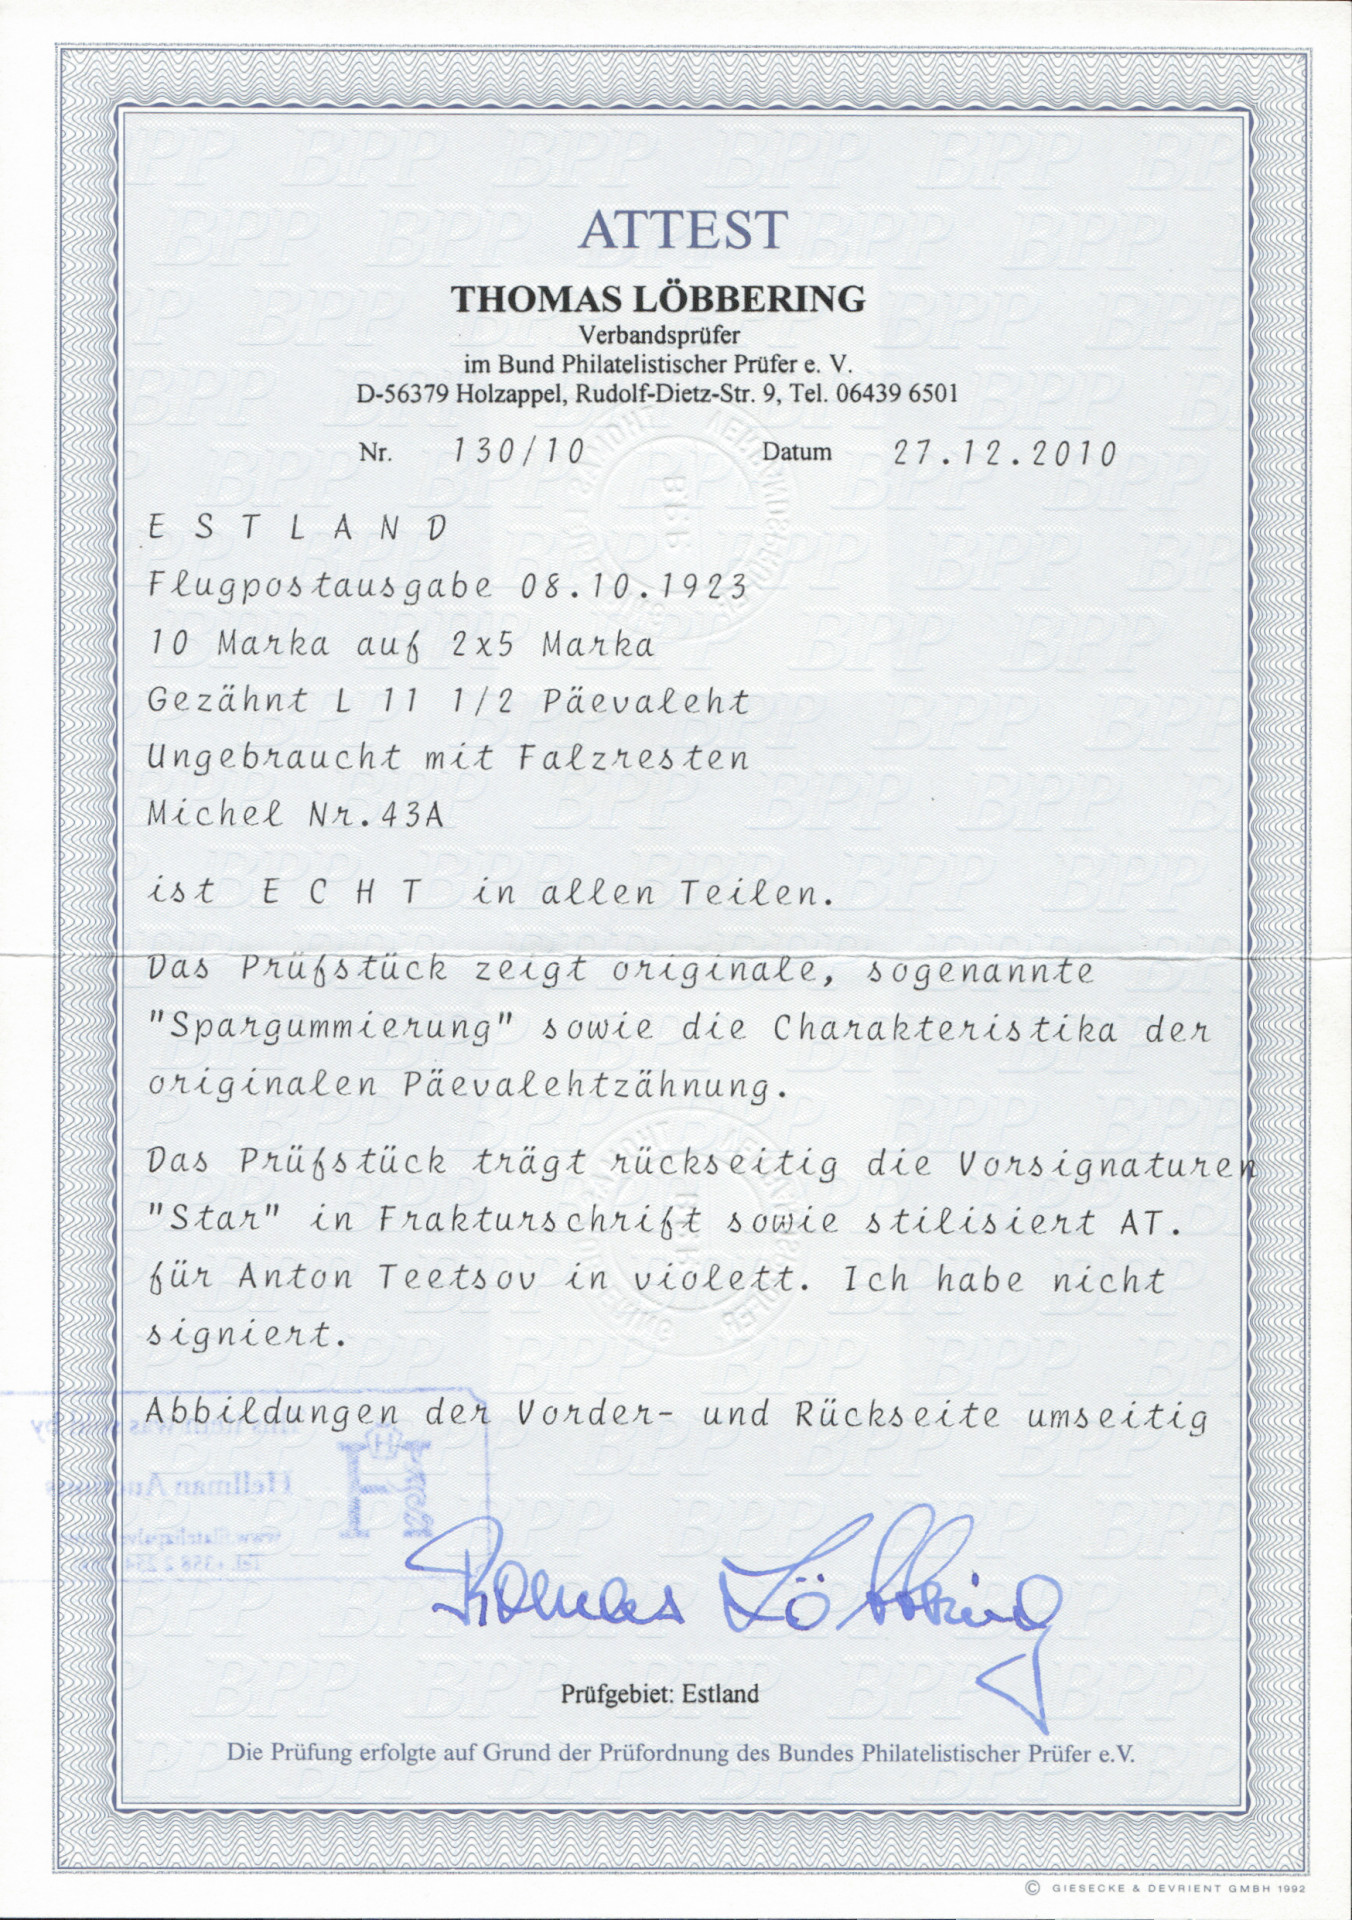 ATTEST
THOMAS LÖBBERING
Verbandsprüfer
im Bund Philatelistischer Prüfer e. V.
D-56379 Holzappel, Rudolf-Dietz-Str. 9, Tel. 06439 6501
Nr. 130/10 Datum 27.12.2010
E S T L A N D
Flugpostausgabe 08.10.1923
10 Marka auf 2x5 Marka
Gezähnt L 11 1/2 Päevaleht
Ungebraucht mit Falzresten
Michel Nr.43A
ist E C H T in allen Teilen.
Das Prüfstück zeigt originale, sogenannte
"Spargummierung" sowie die Charakteristika der
originalen Päevalehtzähnung.
Das Prüfstück trägt rückseitig die Vorsignaturen
"Star" in Frakturschrift sowie stilisiert AT.
für Anton Teetsov in violett. Ich habe nicht
signiert.
Abbildungen der Vorder- und Rückseite umseitig
Thomas Löbbering
Prüfgebiet: Estland
Die Prüfung erfolgte auf Grund der Prüfordnung des Bundes Philatelistischer Prüfer e.V.
© GIESECKE & DEVRIENT GMBH 1992